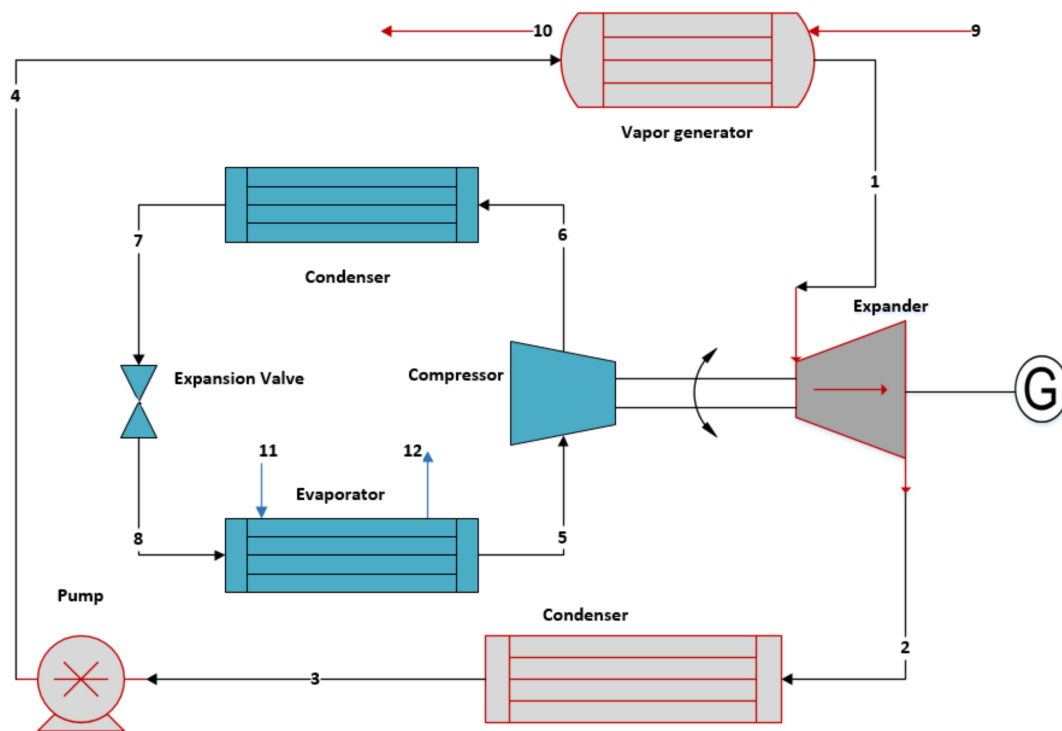 10
9
4
Vapor generator
1
7
6
Condenser
Expander
Expansion Valve
Compressor
G
11
12
Evaporator
8
5
Pump
Condenser
2
3